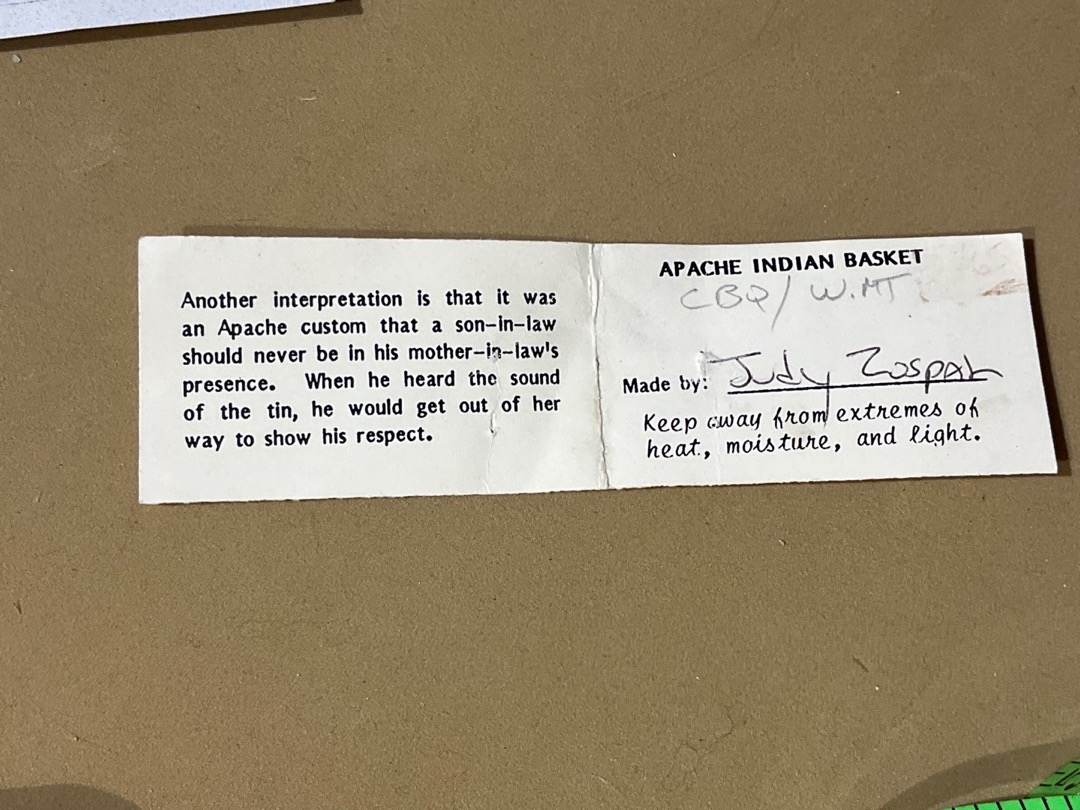 Another interpretation is that it was
an Apache custom that a son-in-law
should never be in his mother-in-law's
presence. When he heard the sound
of the tin, he would get out of her
way to show his respect.
APACHE INDIAN BASKET
CBQ/W.MT
Made by: Judy Zospah
Keep away from extremes of
heat, moisture, and light.